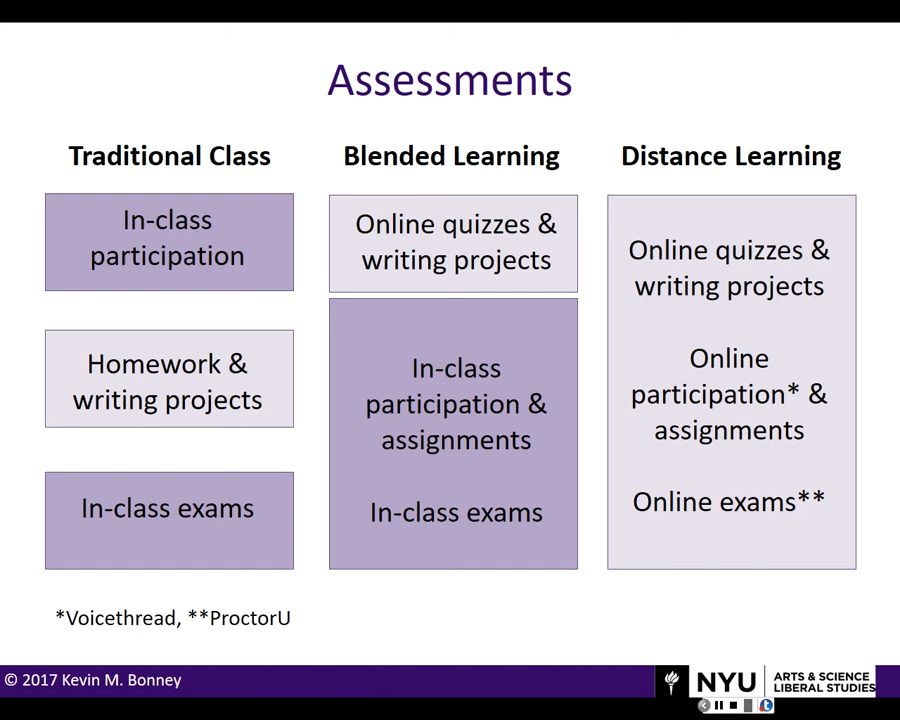 Assessments
Traditional Class
In-class
participation
Homework &
writing projects
In-class exams
Blended Learning
Online quizzes &
writing projects
In-class
participation &
assignments
In-class exams
Distance Learning
Online quizzes &
writing projects
Online
participation* &
assignments
Online exams**
*Voicethread, **ProctorU
© 2017 Kevin M. Bonney
NYU
ARTS & SCIENCE
LIBERAL STUDIES